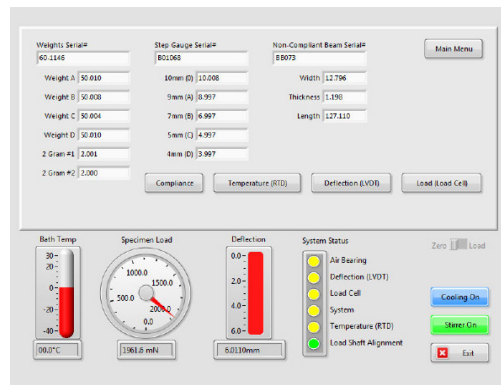 Weights Serial# Step Gauge Serial# Non-Compliant Beam Serial#
60-1146 B01068 BB073 Main Menu
Weight A 50.010 10mm (0) 10.008 Width 12.796
Weight B 50.008 9mm (A) 8.997 Thickness 1.198
Weight C 50.004 7mm (B) 6.997 Length 127.110
Weight D 50.010 5mm (C) 4.997
2 Gram #1 2.001 4mm (D) 3.997
2 Gram #2 2.000
Compliance Temperature (RTD) Deflection (LVDT) Load (Load Cell)
Bath Temp Specimen Load Deflection System Status Zero Load
30- 0.0- Air Bearing
20- 1000.0 1500.0 2.0- Deflection (LVDT)
0- 500.0 2000.0 4.0- Load Cell Cooling On
-20- 0.0 System
-40- 6.0- Temperature (RTD) Stirrer On
00.0°C 1961.6 mN 6.0110mm Load Shaft Alignment Exit